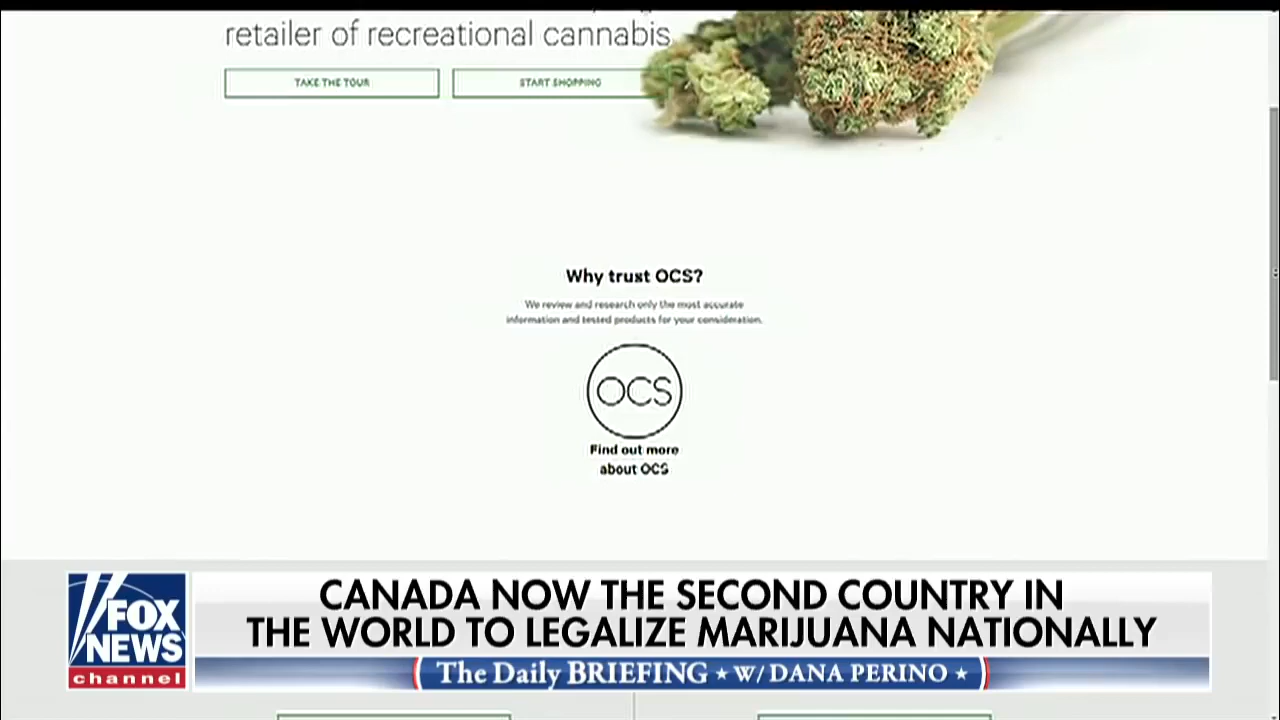 retailer of recreational cannabis
TAKE THE TOUR
START SHOPPING
Why trust OCS?
We review and research only the most accurate
information and tested products for your consideration.
OCS
Find out more
about OCS
FOX
NEWS
channel
CANADA NOW THE SECOND COUNTRY IN
THE WORLD TO LEGALIZE MARIJUANA NATIONALLY
The Daily BRIEFING ★ W/ DANA PERINO ★